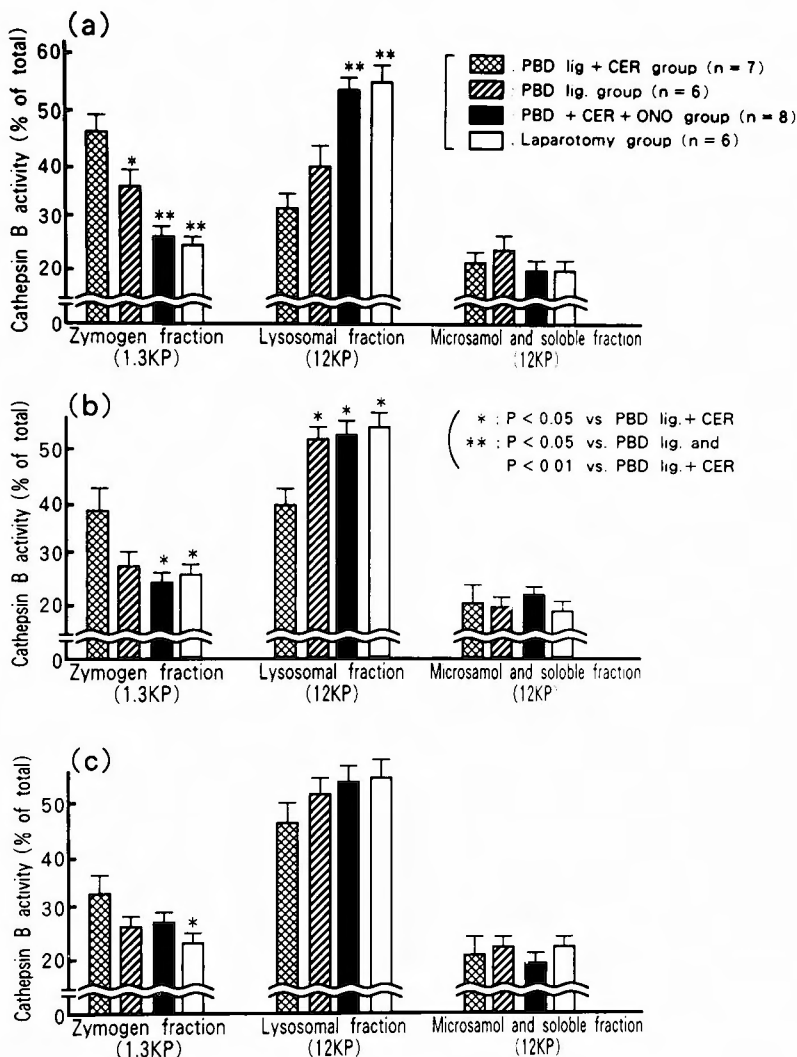 (a)
Cathepsin B activity (% of total)
60
50
40
30
20
0
PBD lig + CER group (n = 7)
PBD lig. group (n = 6)
PBD + CER + ONO group (n = 8)
Laparotomy group (n = 6)
*
**
**
**
**
Zymogen fraction
(1.3KP)
Lysosomal fraction
(12KP)
Microsamol and soloble fraction
(12KP)
(b)
Cathepsin B activity (% of total)
50
40
30
20
0
* : P < 0.05 vs PBD lig. + CER
** : P < 0.05 vs. PBD lig. and
P < 0 01 vs. PBD lig. + CER
*
*
*
*
*
Zymogen fraction
(1.3KP)
Lysosomal fraction
(12KP)
Microsamol and soloble fraction
(12KP)
(c)
Cathepsin B activity (% of total)
50
40
30
20
0
*
Zymogen fraction
(1.3KP)
Lysosomal fraction
(12KP)
Microsamol and soloble fraction
(12KP)